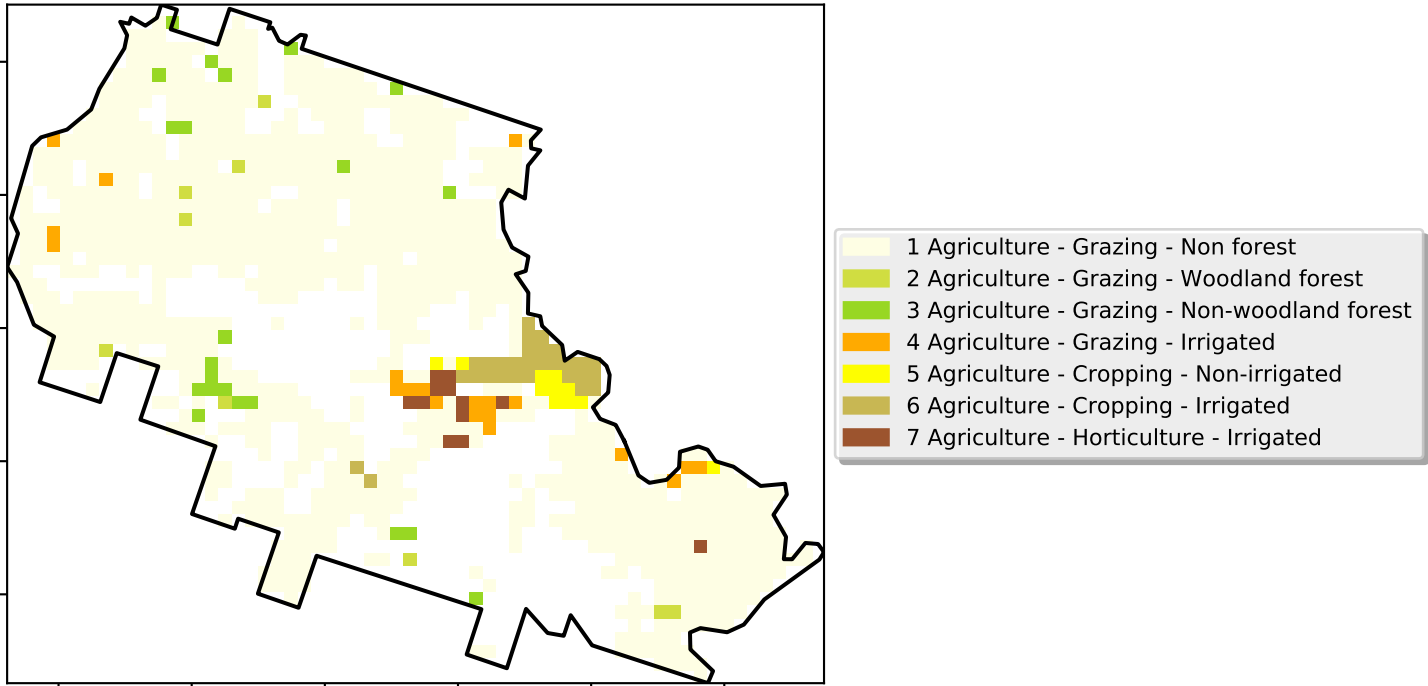 1 Agriculture - Grazing - Non forest
2 Agriculture - Grazing - Woodland forest
3 Agriculture - Grazing - Non-woodland forest
4 Agriculture - Grazing - Irrigated
5 Agriculture - Cropping - Non-irrigated
6 Agriculture - Cropping - Irrigated
7 Agriculture - Horticulture - Irrigated